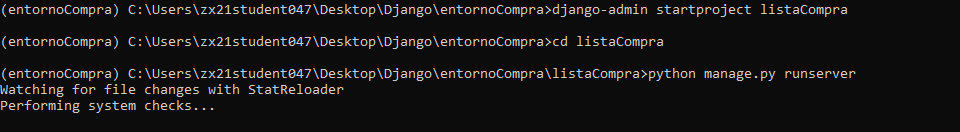 (entornoCompra) C:\Users\zx21student047\Desktop\Django\entornoCompra>django-admin startproject listaCompra
(entornoCompra) C:\Users\zx21student047\Desktop\Django\entornoCompra>cd listaCompra
(entornoCompra) C:\Users\zx21student047\Desktop\Django\entornoCompra\listaCompra>python manage.py runserver
Watching for file changes with StatReloader
Performing system checks...